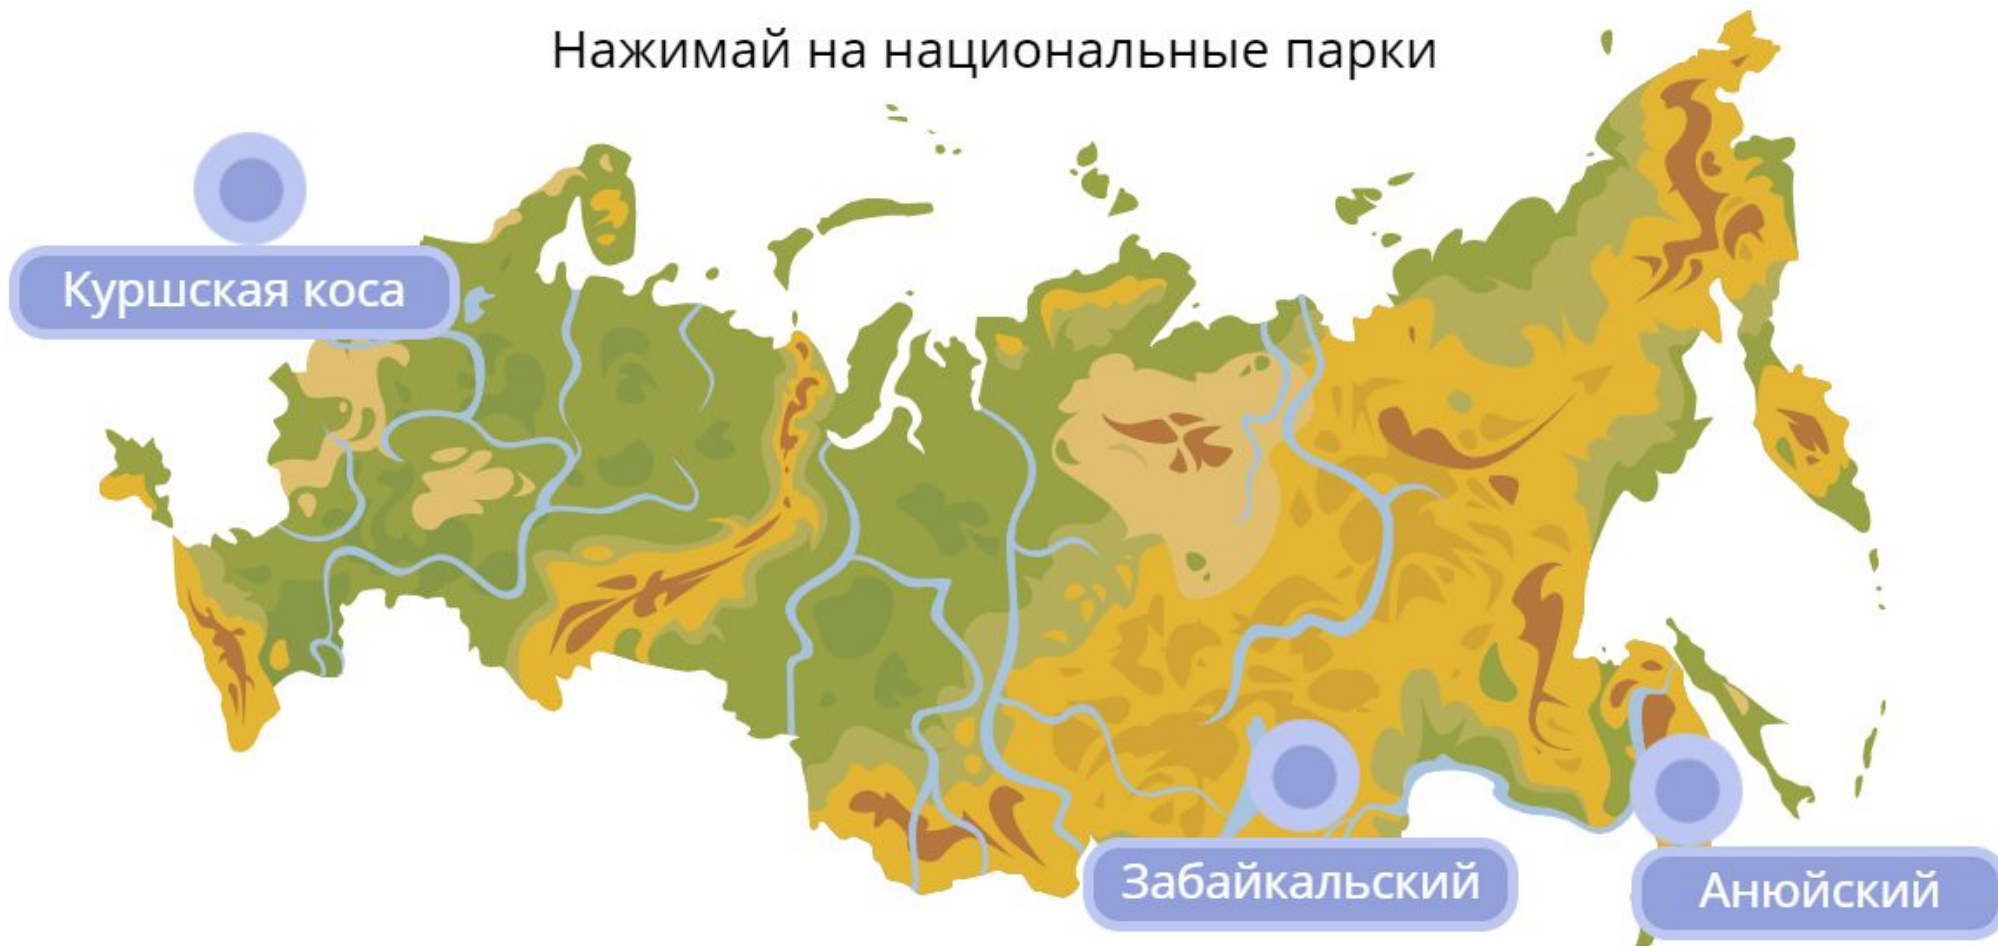 Нажимай на национальные парки
Куршская коса
Забайкальский
Анюйский